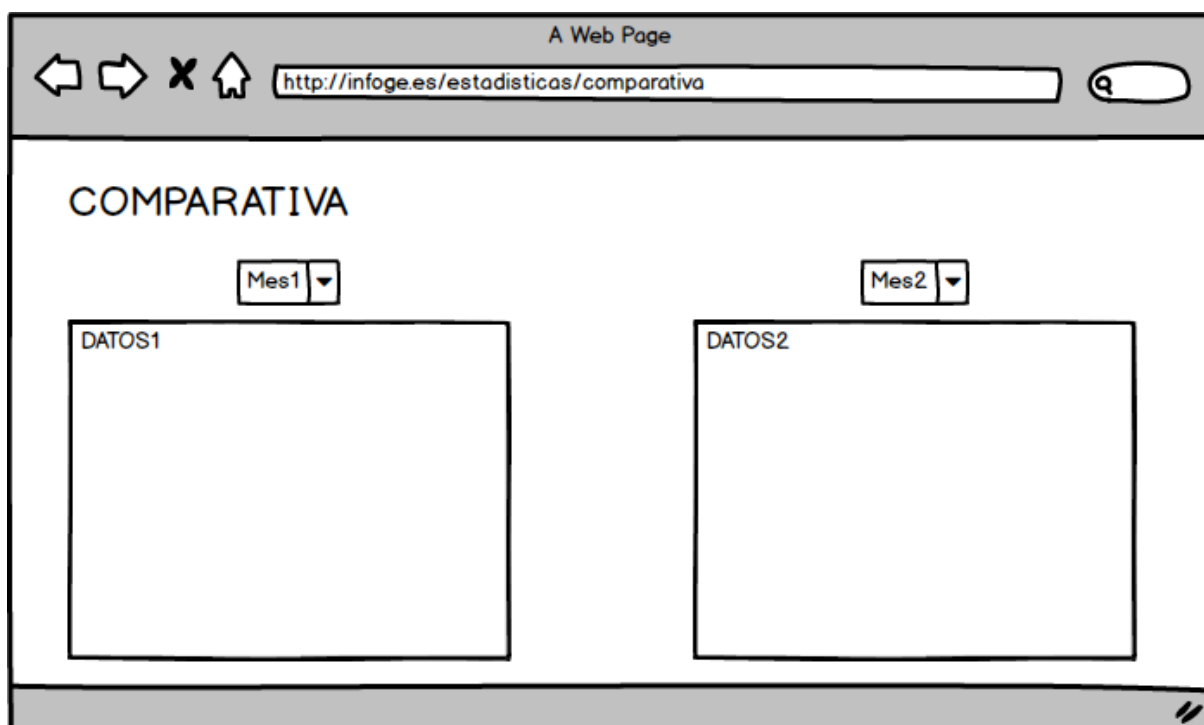 A Web Page
http://infoge.es/estadisticas/comparativa
COMPARATIVA
Mes1
Mes2
DATOS1
DATOS2